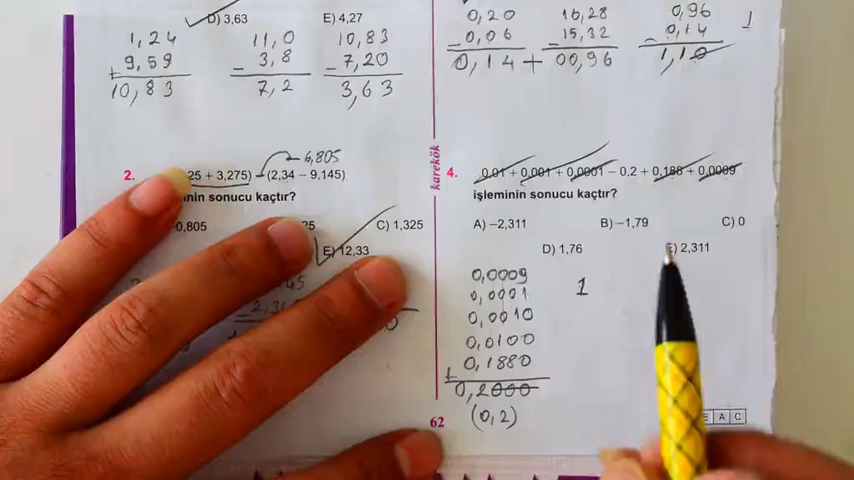 D) 3,63
E) 4,27
1,24
9,59
+
10,83
11,0
- 3,8
7,2
10,83
- 7,20
3,63
2.
25 + 3,275) - (2,34 – 9,145)
6,805
inin sonucu kaçtır?
0,805
C) 1,325
E) 12,33
0,20
- 0,06
0,14 +
16,28
- 15,32
00,96
0,96
- 0,14
1,10
1
karekök
4.
0,01 + 0,001 + 0,0001 – 0.2 + 0,188 + 0,0009
işleminin sonucu kaçtır?
A) –2,311
B) –1,79
C) 0
D) 1,76
E) 2,311
0,0009
0,0001
0,0010
0,0100
+ 0,1880
0,2000
(0,2)
1
62
E A C